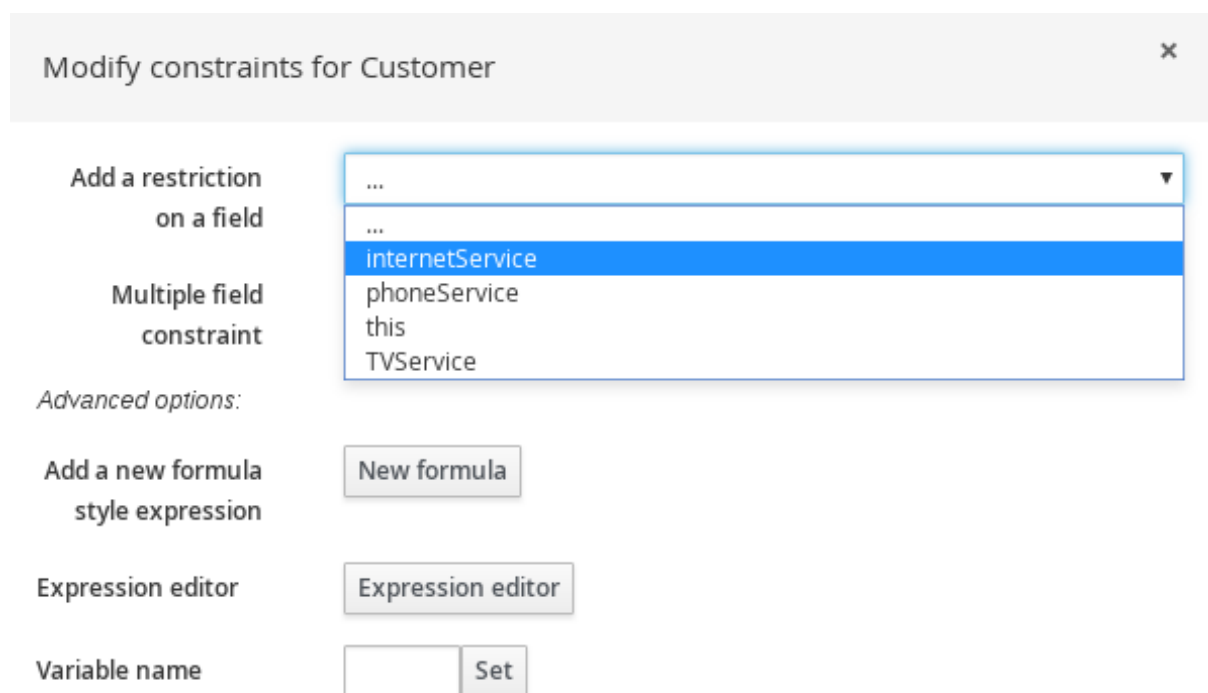 Modify constraints for Customer ×
Add a restriction
on a field
... ▼
...
internetService
phoneService
this
TVService
Multiple field
constraint
Advanced options:
Add a new formula
style expression
New formula
Expression editor
Expression editor
Variable name
Set